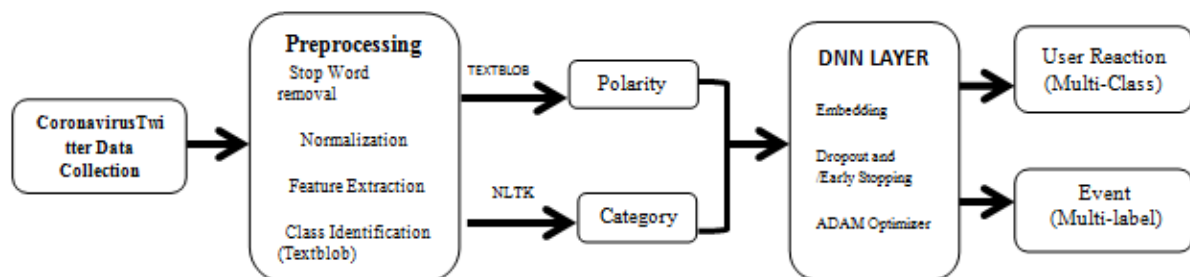 CoronavirusTwi
tter Data
Collection
Preprocessing
Stop Word
removal
Normalization
Feature Extraction
Class Identification
(Textblob)
TEXTBLOB
NLTK
Polarity
Category
DNN LAYER
Embedding
Dropout and
/Early Stopping
ADAM Optimizer
User Reaction
(Multi-Class)
Event
(Multi-label)